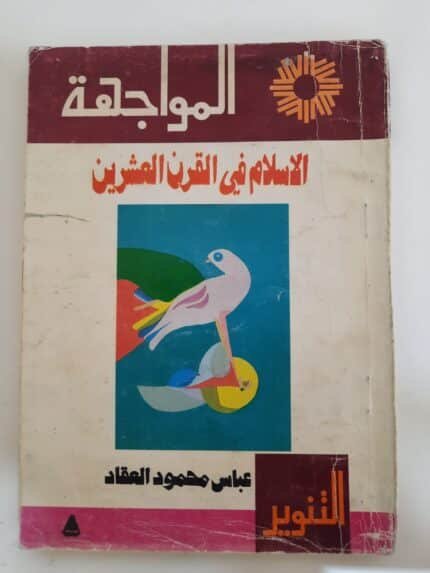 المواجهة
الاسلام في القرن العشرين
عباس محمود العقاد
التنوير